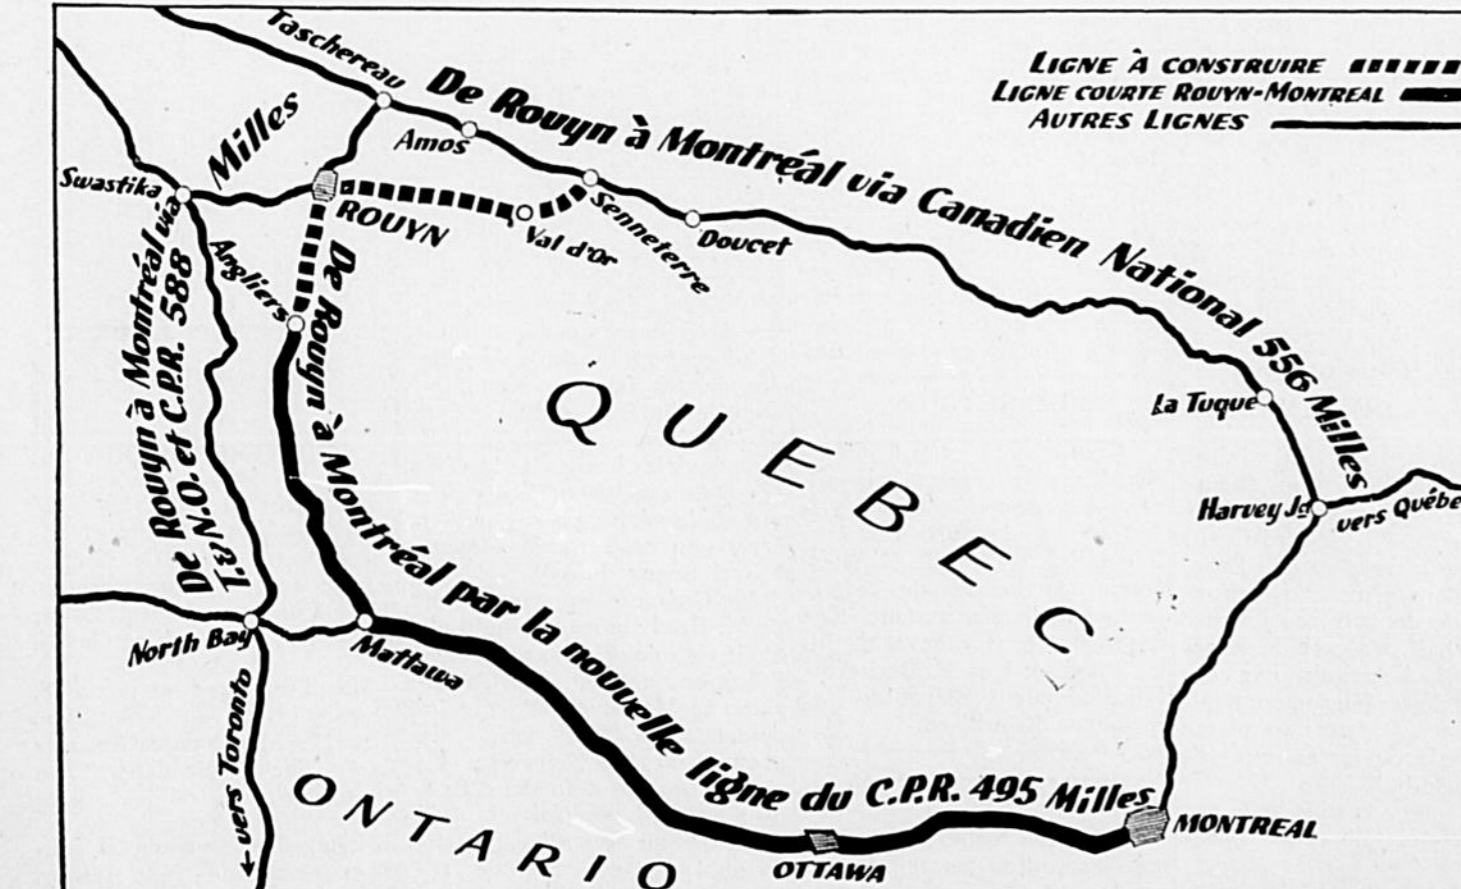 LIGNE À CONSTRUIRE
LIGNE COURTE ROUYN-MONTREAL
AUTRES LIGNES
Taschereau
De Rouyn à Montréal via Canadien National 556 Milles
Amos
Swastika
ROUYN
Val d'Or
Senneterre
Doucet
Angliers
De Rouyn à Montréal via
T. & N.O. et C.P.R. 588
Milles
De Rouyn à Montréal par la nouvelle ligne du C.P.R. 495 Milles
QUEBEC
La Tuque
Harvey Jc
vers Québe
North Bay
Mattawa
vers Toronto
ONTARIO
OTTAWA
MONTREAL